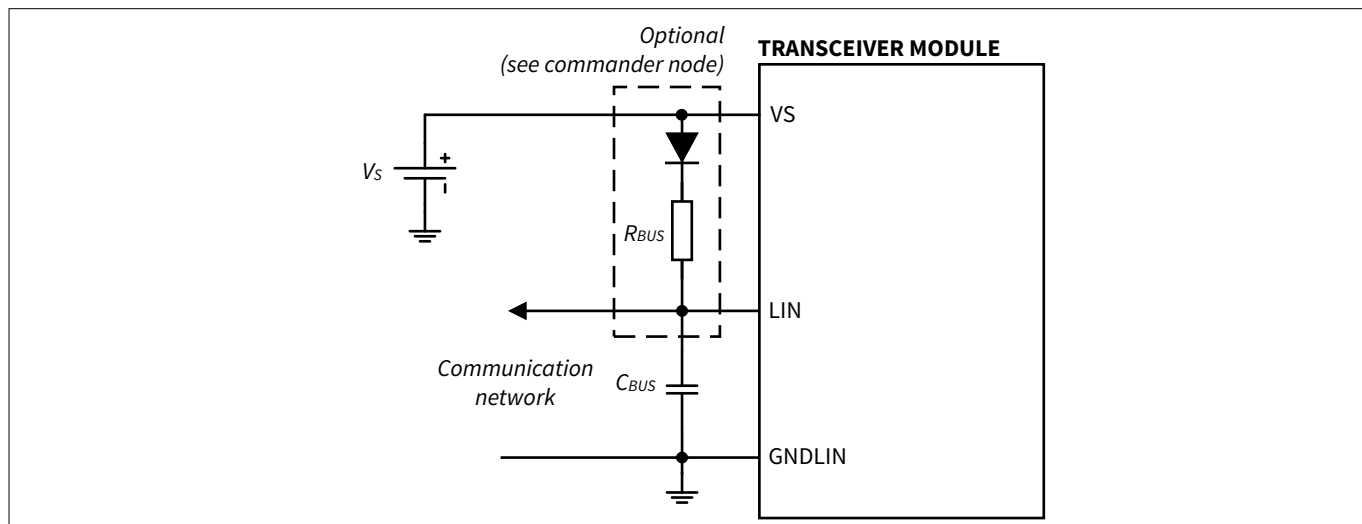 Optional
(see commander node)
TRANSCEIVER MODULE
VS
VS
+
RBUS
LIN
Communication
network
CBUS
GNDLIN